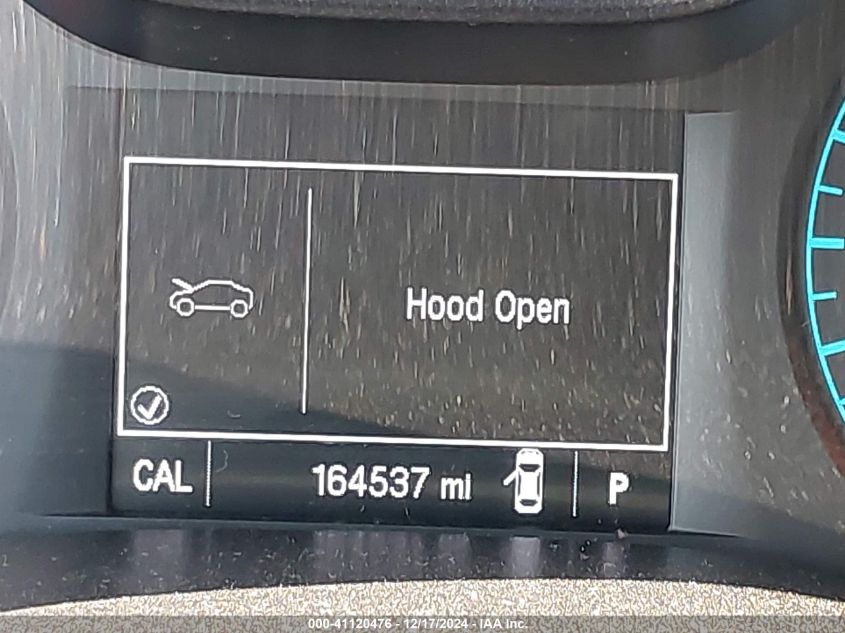 Hood Open
CAL 164537 mi P
000-41120476 - 12/17/2024 - IAA Inc.